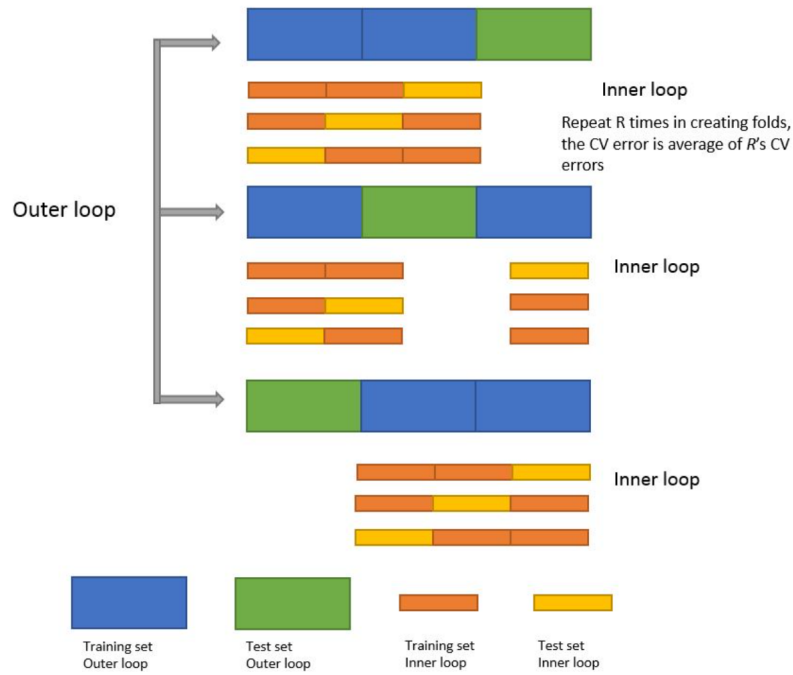 Inner loop
Repeat R times in creating folds,
the CV error is average of R's CV
errors
Outer loop
Inner loop
Inner loop
Training set
Outer loop
Test set
Outer loop
Training set
Inner loop
Test set
Inner loop